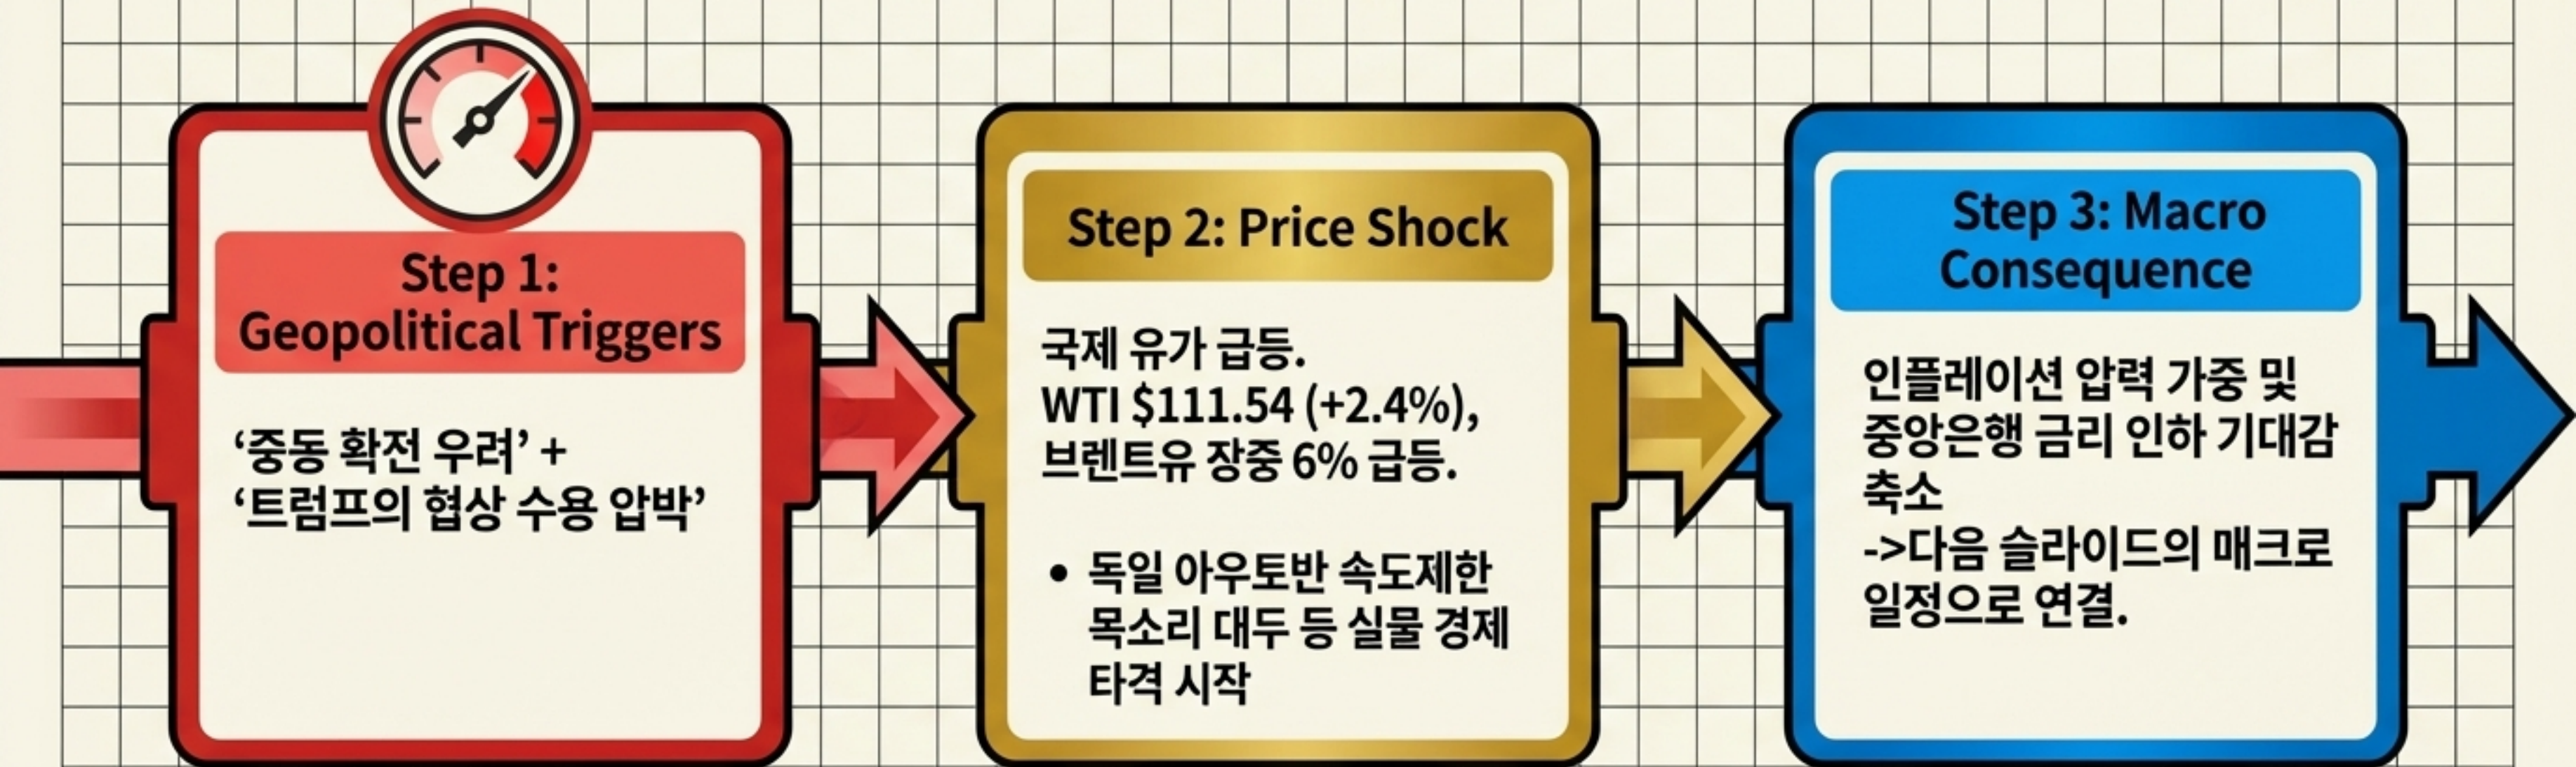 Step 1:
Geopolitical Triggers
‘중동 확전 우려’ +
‘트럼프의 협상 수용 압박’
Step 2: Price Shock
국제 유가 급등.
WTI $111.54 (+2.4%),
브렌트유 장중 6% 급등.
• 독일 아우토반 속도제한
목소리 대두 등 실물 경제
타격 시작
Step 3: Macro
Consequence
인플레이션 압력 가중 및
중앙은행 금리 인하 기대감
축소
->다음 슬라이드의 매크로
일정으로 연결.